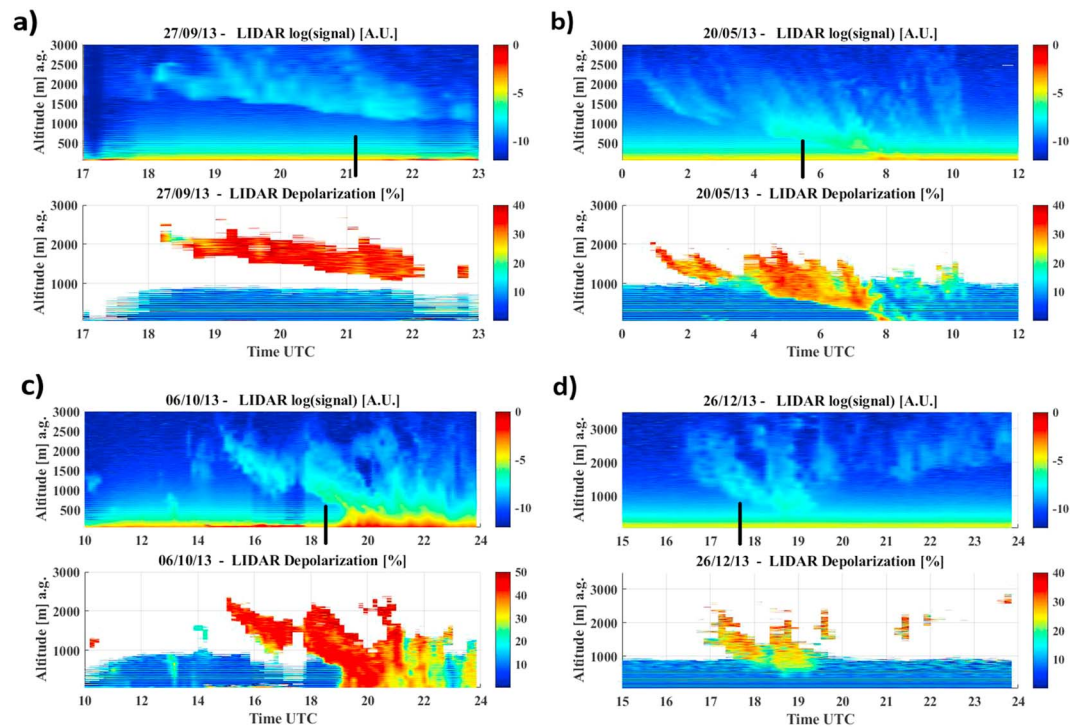 a)
27/09/13 - LIDAR log(signal) [A.U.]
Altitude [m] a.g.
3000
2500
2000
1500
1000
500
17 18 19 20 21 22 23
0
-5
-10
27/09/13 - LIDAR Depolarization [%]
Altitude [m] a.g.
3000
2000
1000
17 18 19 20 21 22 23
Time UTC
40
30
20
10
b)
20/05/13 - LIDAR log(signal) [A.U.]
Altitude [m] a.g.
3000
2500
2000
1500
1000
500
0 2 4 6 8 10 12
0
-5
-10
20/05/13 - LIDAR Depolarization [%]
Altitude [m] a.g.
3000
2000
1000
0 2 4 6 8 10 12
Time UTC
40
30
20
10
c)
06/10/13 - LIDAR log(signal) [A.U.]
Altitude [m] a.g.
3000
2500
2000
1500
1000
500
10 12 14 16 18 20 22 24
0
-5
-10
06/10/13 - LIDAR Depolarization [%]
Altitude [m] a.g.
3000
2000
1000
10 12 14 16 18 20 22 24
Time UTC
50
40
30
20
10
d)
26/12/13 - LIDAR log(signal) [A.U.]
Altitude [m] a.g.
3000
2000
1000
15 16 17 18 19 20 21 22 23 24
0
-5
-10
26/12/13 - LIDAR Depolarization [%]
Altitude [m] a.g.
3000
2000
1000
15 16 17 18 19 20 21 22 23 24
Time UTC
40
30
20
10